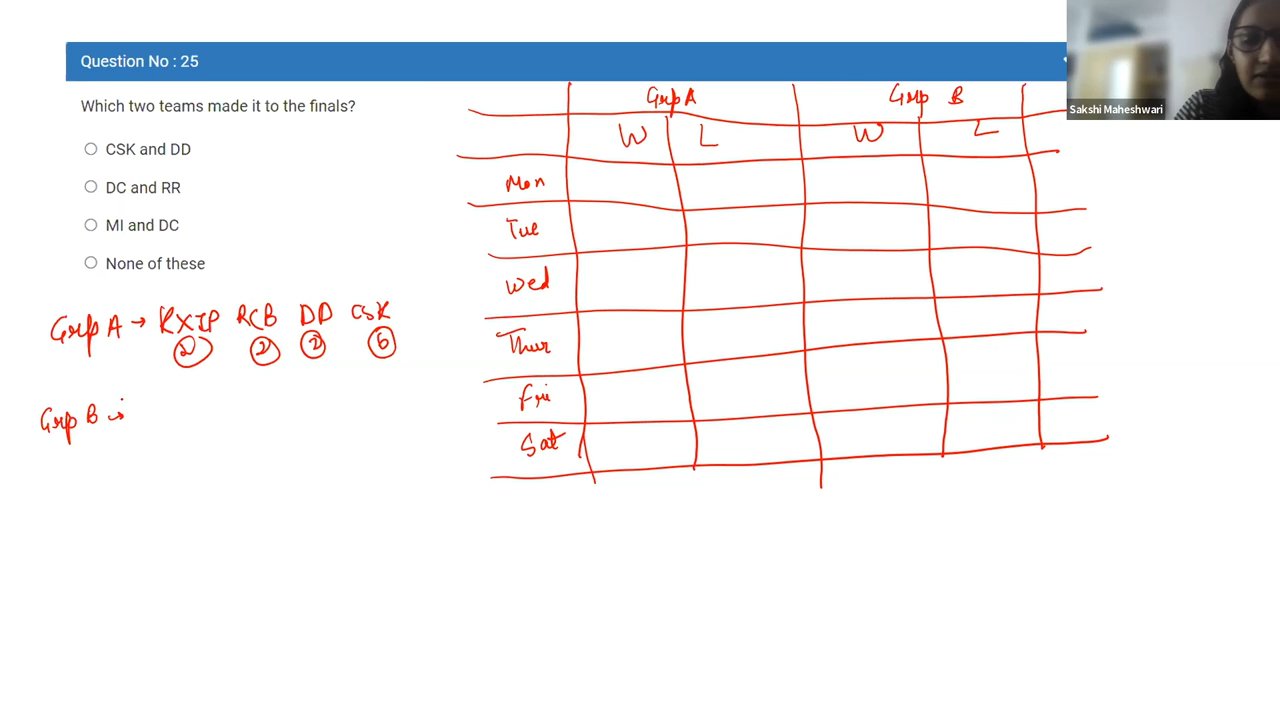 Question No : 25
Which two teams made it to the finals?
CSK and DD
DC and RR
MI and DC
None of these
Grp A → KXIP RCB DD CSK
2 2 2 6
Grp B →
Grp A Grp B
W L W L
Mon
Tue
Wed
Thur
Fri
Sat
Sakshi Maheshwari